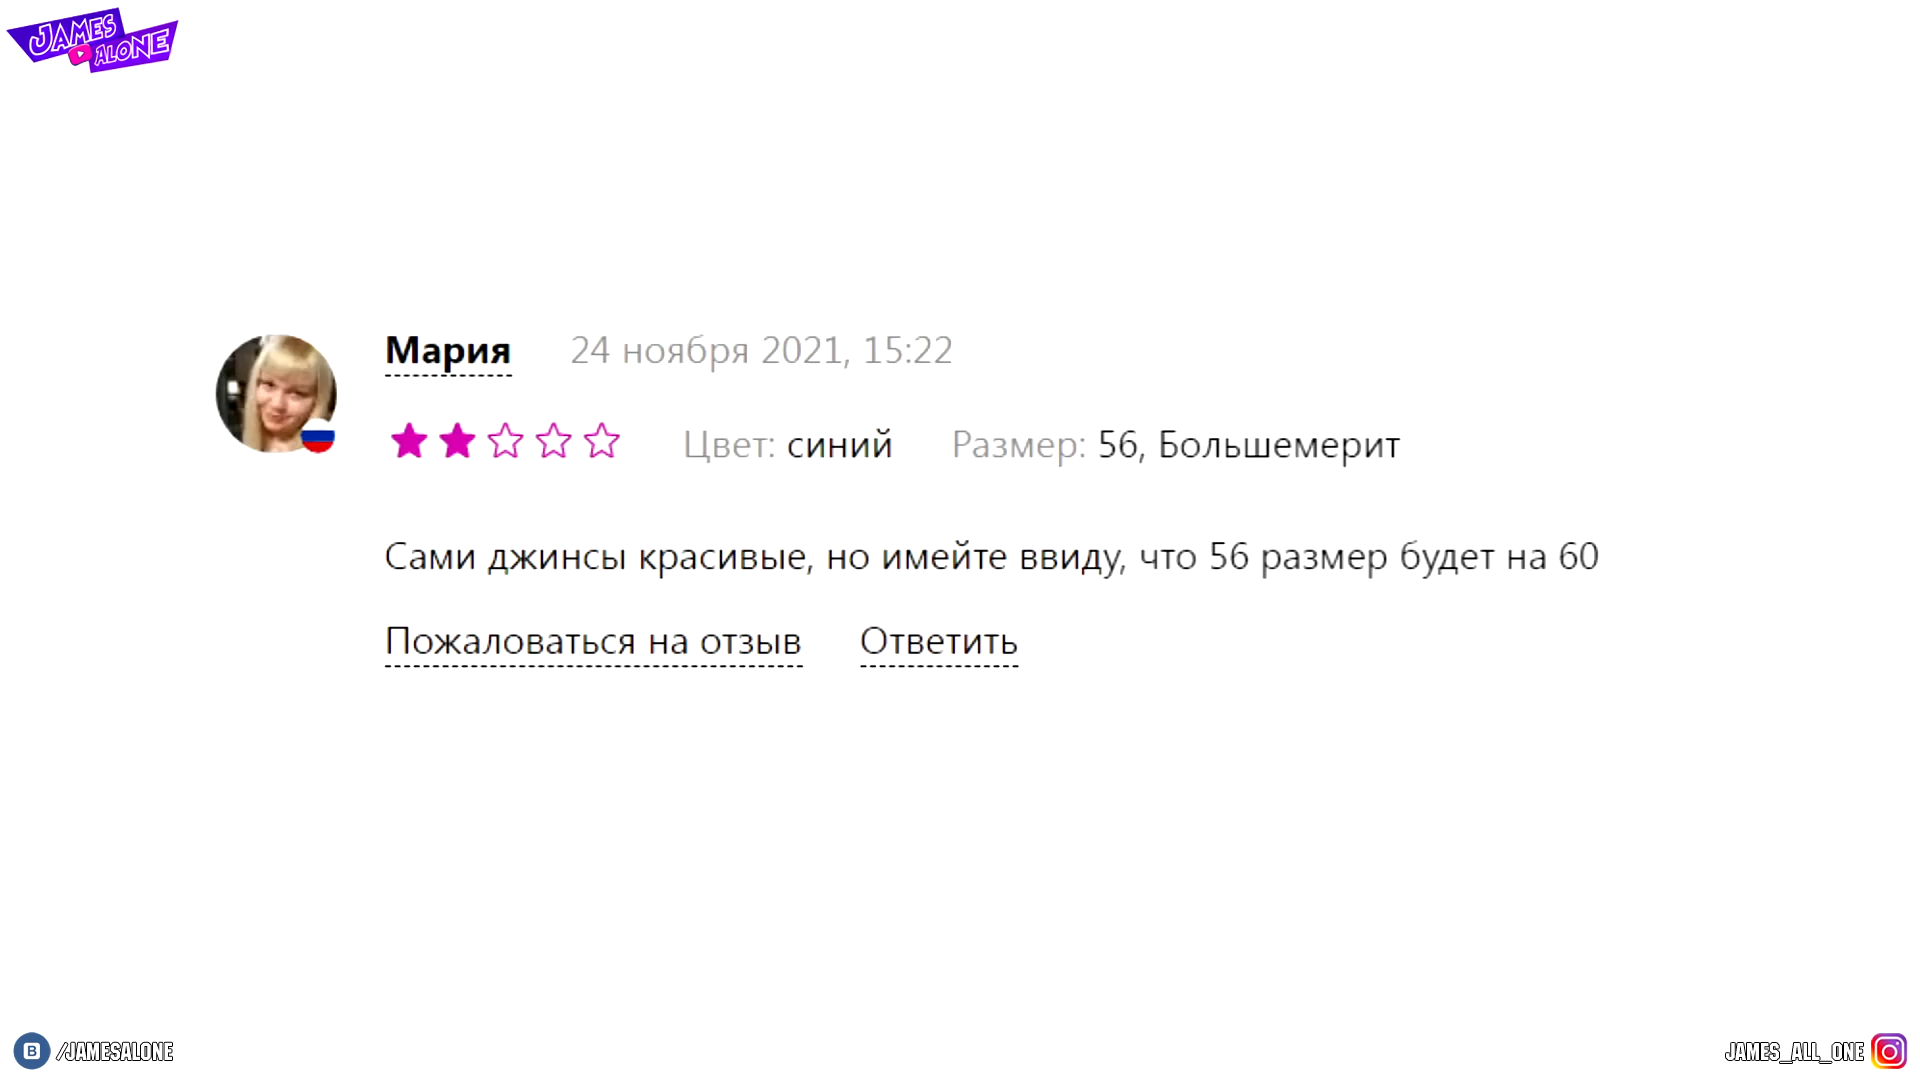 JAMES
ALONE
Мария 24 ноября 2021, 15:22
Цвет: синий Размер: 56, Большемерит
Сами джинсы красивые, но имейте ввиду, что 56 размер будет на 60
Пожаловаться на отзыв Ответить
B /JAMESALONE
JAMES_ALL_ONE